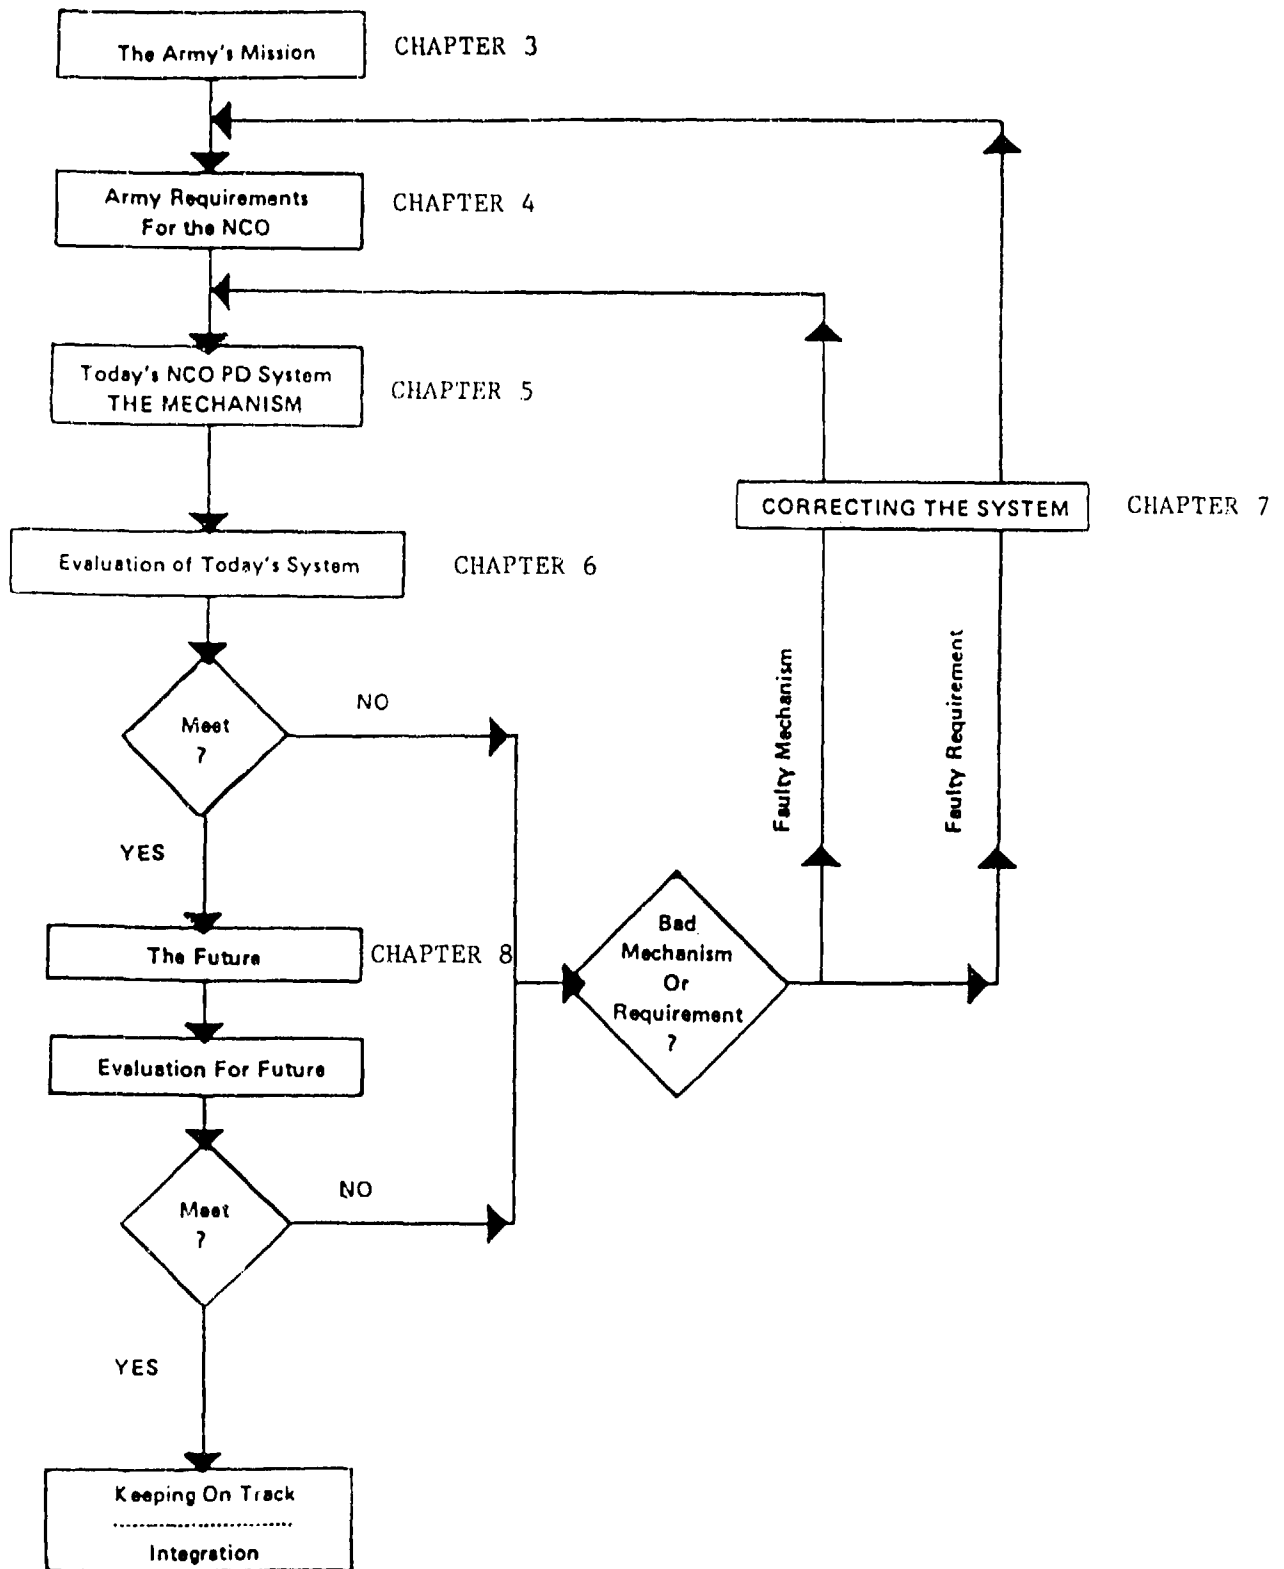 The Army's Mission
CHAPTER 3
Army Requirements
For the NCO
CHAPTER 4
Today's NCO PD System
THE MECHANISM
CHAPTER 5
CORRECTING THE SYSTEM
CHAPTER 7
Evaluation of Today's System
CHAPTER 6
Faulty Mechanism
Faulty Requirement
Meet
?
NO
YES
Bad
Mechanism
Or
Requirement
?
The Future
CHAPTER 8
Evaluation For Future
Meet
?
NO
YES
Keeping On Track
Integration